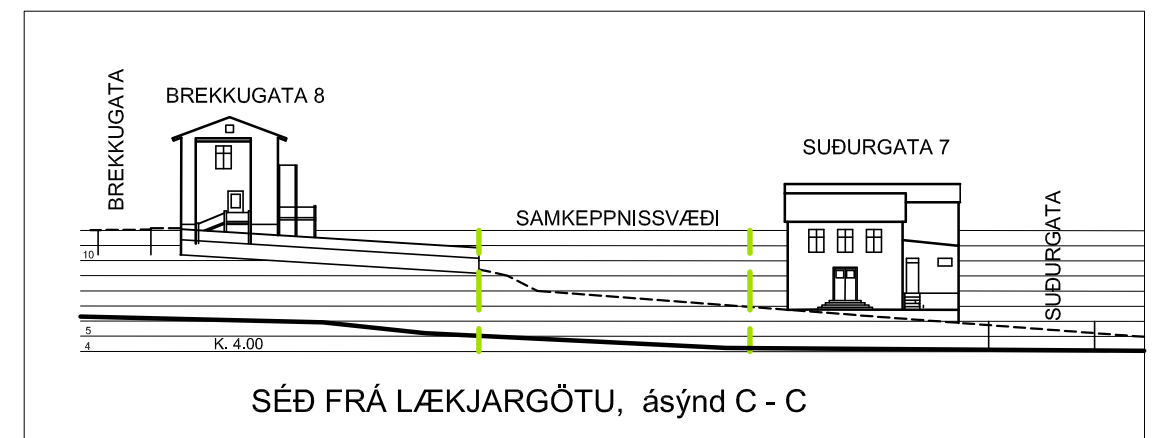 BREKKUGATA
BREKKUGATA 8
SUÐURGATA 7
SAMKEPPNISSVÆÐI
SUÐURGATA
10
5
4
K. 4.00
SÉÐ FRÁ LÆKJARGÖTU, ásýnd C - C